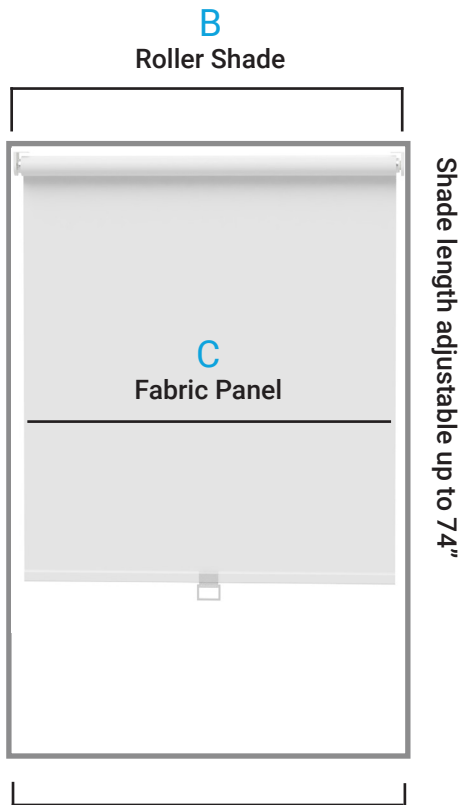 B
Roller Shade
C
Fabric Panel
Shade length adjustable up to 74"